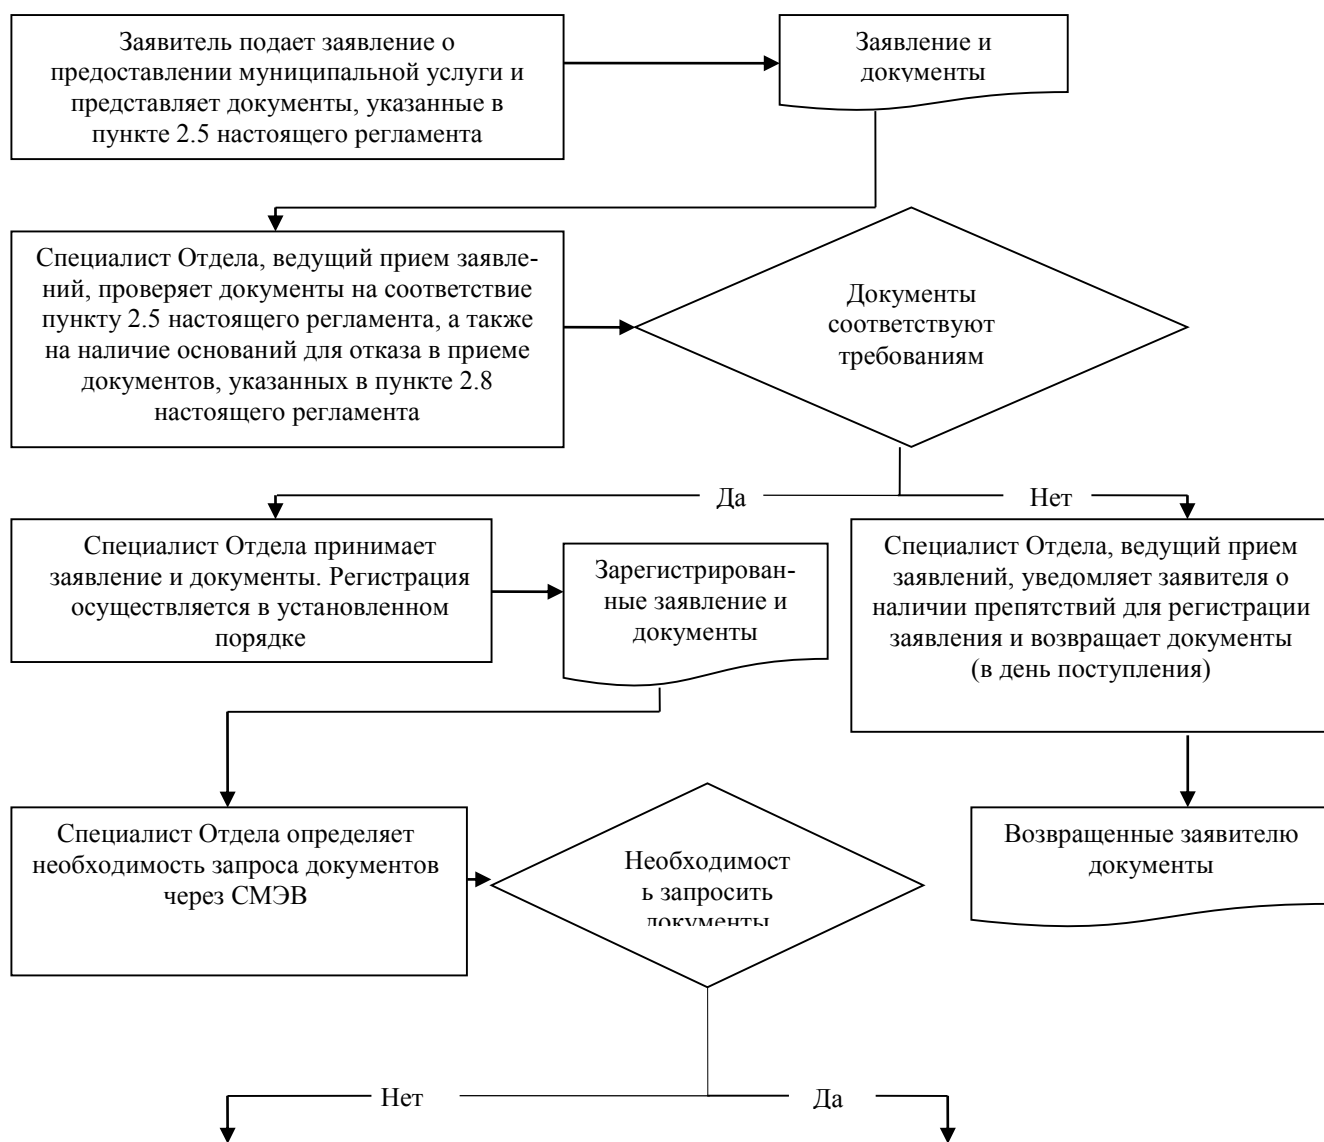 Заявитель подает заявление о
предоставлении муниципальной услуги и
представляет документы, указанные в
пункте 2.5 настоящего регламента
Заявление и
документы
Специалист Отдела, ведущий прием заявле-
ний, проверяет документы на соответствие
пункту 2.5 настоящего регламента, а также
на наличие оснований для отказа в приеме
документов, указанных в пункте 2.8
настоящего регламента
Документы
соответствуют
требованиям
Да
Нет
Специалист Отдела принимает
заявление и документы. Регистрация
осуществляется в установленном
порядке
Зарегистрирован-
ные заявление и
документы
Специалист Отдела, ведущий прием
заявлений, уведомляет заявителя о
наличии препятствий для регистрации
заявления и возвращает документы
(в день поступления)
Специалист Отдела определяет
необходимость запроса документов
через СМЭВ
Необходимост
ь запросить
документы
Возвращенные заявителю
документы
Нет
Да